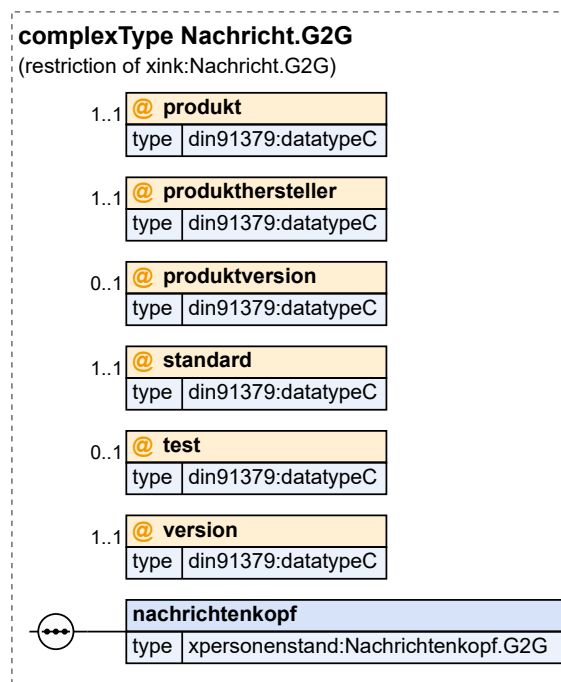 complexType Nachricht.G2G
(restriction of xink:Nachricht.G2G)
1..1 @ produkt
type din91379:datatypeC
1..1 @ produkthersteller
type din91379:datatypeC
0..1 @ produktversion
type din91379:datatypeC
1..1 @ standard
type din91379:datatypeC
0..1 @ test
type din91379:datatypeC
1..1 @ version
type din91379:datatypeC
nachrichtenkopf
type xpersonenstand:Nachrichtenkopf.G2G